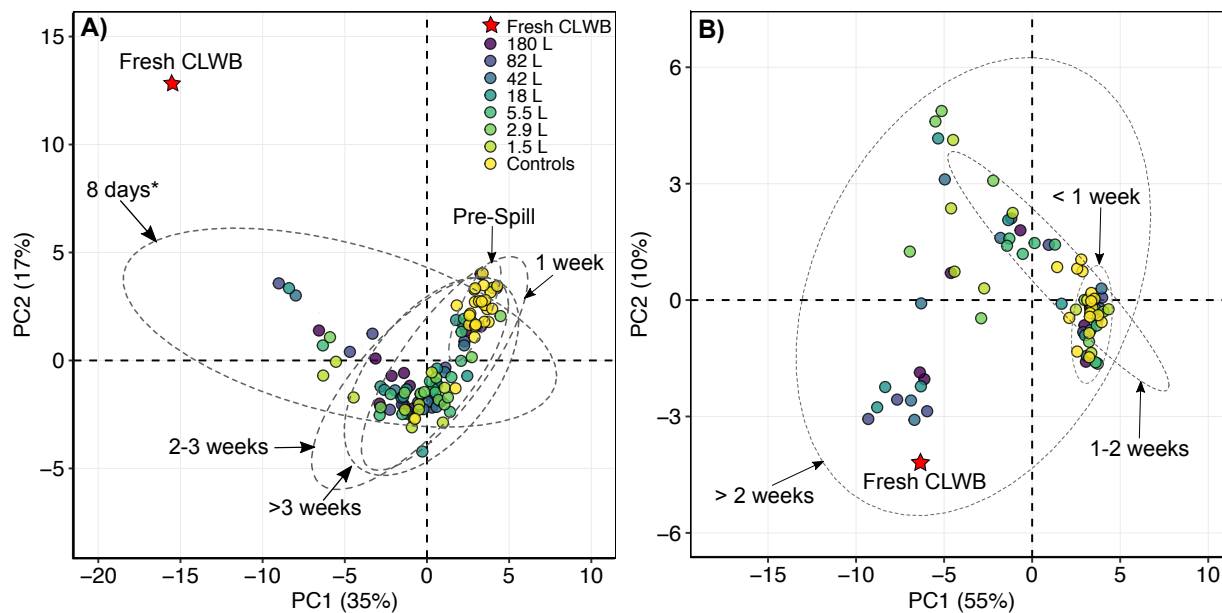 A)
Fresh CLWB
180 L
82 L
42 L
18 L
5.5 L
2.9 L
1.5 L
Controls
Fresh CLWB
8 days*
Pre-Spill
1 week
2-3 weeks
>3 weeks
15
10
5
0
−5
PC2 (17%)
−20 −15 −10 −5 0 5 10
PC1 (35%)
B)
< 1 week
1-2 weeks
> 2 weeks
Fresh CLWB
6
3
0
−3
−6
PC2 (10%)
−15 −10 −5 0 5 10
PC1 (55%)